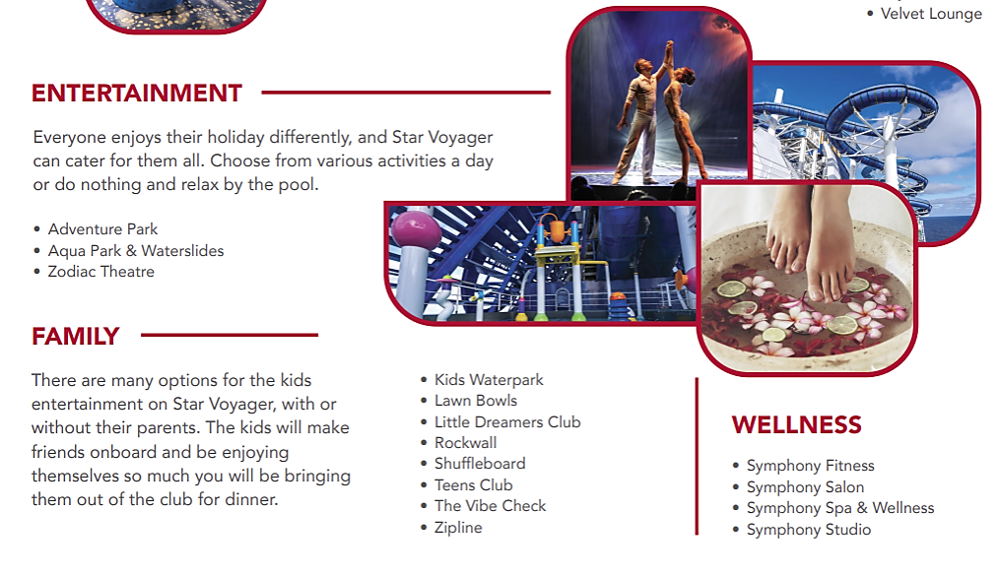 • Velvet Lounge
ENTERTAINMENT
Everyone enjoys their holiday differently, and Star Voyager
can cater for them all. Choose from various activities a day
or do nothing and relax by the pool.
• Adventure Park
• Aqua Park & Waterslides
• Zodiac Theatre
FAMILY
There are many options for the kids
entertainment on Star Voyager, with or
without their parents. The kids will make
friends onboard and be enjoying
themselves so much you will be bringing
them out of the club for dinner.
• Kids Waterpark
• Lawn Bowls
• Little Dreamers Club
• Rockwall
• Shuffleboard
• Teens Club
• The Vibe Check
• Zipline
WELLNESS
• Symphony Fitness
• Symphony Salon
• Symphony Spa & Wellness
• Symphony Studio